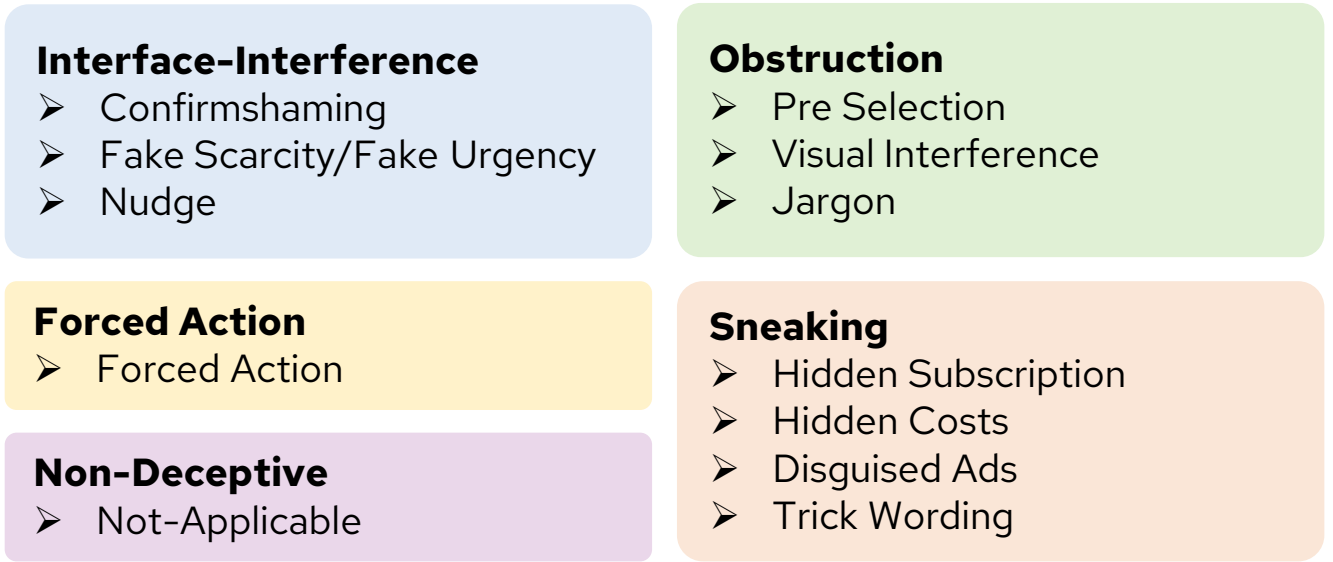 Interface-Interference
➢ Confirmshaming
➢ Fake Scarcity/Fake Urgency
➢ Nudge
Obstruction
➢ Pre Selection
➢ Visual Interference
➢ Jargon
Forced Action
➢ Forced Action
Non-Deceptive
➢ Not-Applicable
Sneaking
➢ Hidden Subscription
➢ Hidden Costs
➢ Disguised Ads
➢ Trick Wording